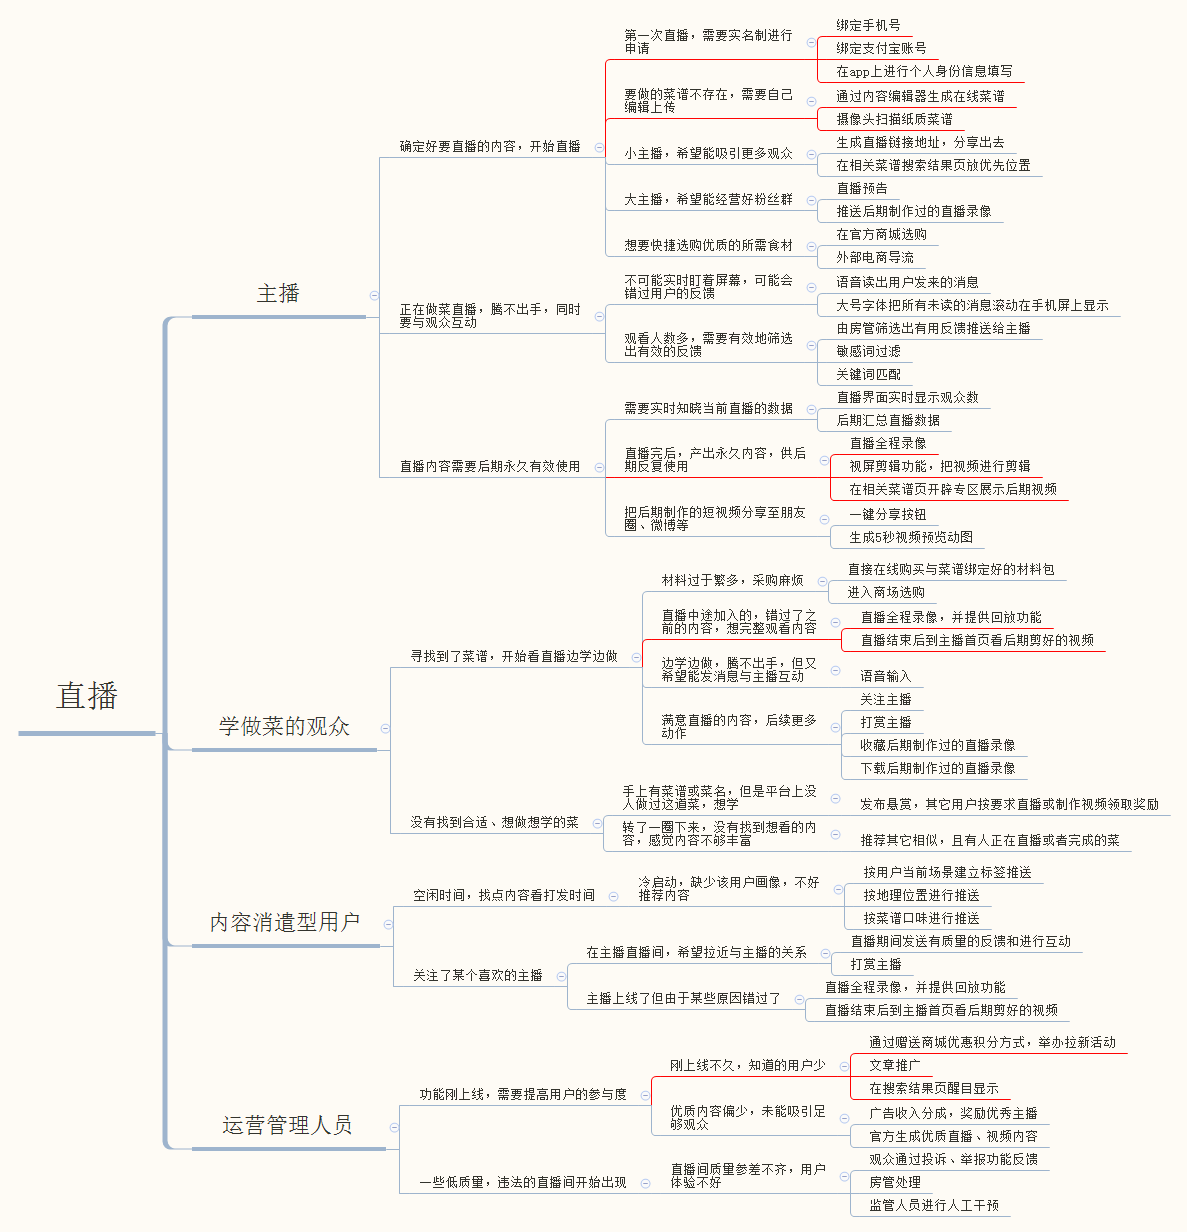 直播
主播
确定好要直播的内容，开始直播
第一次直播，需要实名制进行
申请
绑定手机号
绑定支付宝账号
在app上进行个人身份信息填写
要做的菜谱不存在，需要自己
编辑上传
通过内容编辑器生成在线菜谱
摄像头扫描纸质菜谱
小主播，希望能吸引更多观众
生成直播链接地址，分享出去
在相关菜谱搜索结果页放优先位置
大主播，希望能经营好粉丝群
直播预告
推送后期制作过的直播录像
想要快捷选购优质的所需食材
在官方商城选购
外部电商导流
正在做菜直播，腾不出手，同时
要与观众互动
不可能实时盯着屏幕，可能会
错过用户的反馈
语音读出用户发来的消息
大号字体把所有未读的消息滚动在手机屏上显示
观看人数多，需要有效地筛选
出有效的反馈
由房管筛选出有用反馈推送给主播
敏感词过滤
关键词匹配
直播内容需要后期永久有效使用
需要实时知晓当前直播的数据
直播界面实时显示观众数
后期汇总直播数据
直播完后，产出永久内容，供后
期反复使用
直播全程录像
视屏剪辑功能，把视频进行剪辑
在相关菜谱页开辟专区展示后期视频
把后期制作的短视频分享至朋友
圈、微博等
一键分享按钮
生成5秒视频预览动图
学做菜的观众
寻找到了菜谱，开始看直播边学边做
材料过于繁多，采购麻烦
直接在线购买与菜谱绑定好的材料包
进入商场选购
直播中途加入的，错过了之
前的内容，想完整观看内容
直播全程录像，并提供回放功能
直播结束后到主播首页看后期剪好的视频
边学边做，腾不出手，但又
希望能发消息与主播互动
语音输入
满意直播的内容，后续更多
动作
关注主播
打赏主播
收藏后期制作过的直播录像
下载后期制作过的直播录像
没有找到合适、想做想学的菜
手上有菜谱或菜名，但是平台上没
人做过这道菜，想学
发布悬赏，其它用户按要求直播或制作视频领取奖励
转了一圈下来，没有找到想看的内
容，感觉内容不够丰富
推荐其它相似，且有人正在直播或者完成的菜
内容消遣型用户
空闲时间，找点内容看打发时间
冷启动，缺少该用户画像，不好
推荐内容
按用户当前场景建立标签推送
按地理位置进行推送
按菜谱口味进行推送
关注了某个喜欢的主播
在主播直播间，希望拉近与主播的关系
直播期间发送有质量的反馈和进行互动
打赏主播
主播上线了但由于某些原因错过了
直播全程录像，并提供回放功能
直播结束后到主播首页看后期剪好的视频
运营管理人员
功能刚上线，需要提高用户的参与度
刚上线不久，知道的用户少
通过赠送商城优惠积分方式，举办拉新活动
文章推广
在搜索结果页醒目显示
优质内容偏少，未能吸引足
够观众
广告收入分成，奖励优秀主播
官方生成优质直播、视频内容
一些低质量，违法的直播间开始出现
直播间质量参差不齐，用户
体验不好
观众通过投诉、举报功能反馈
房管处理
监管人员进行人工干预